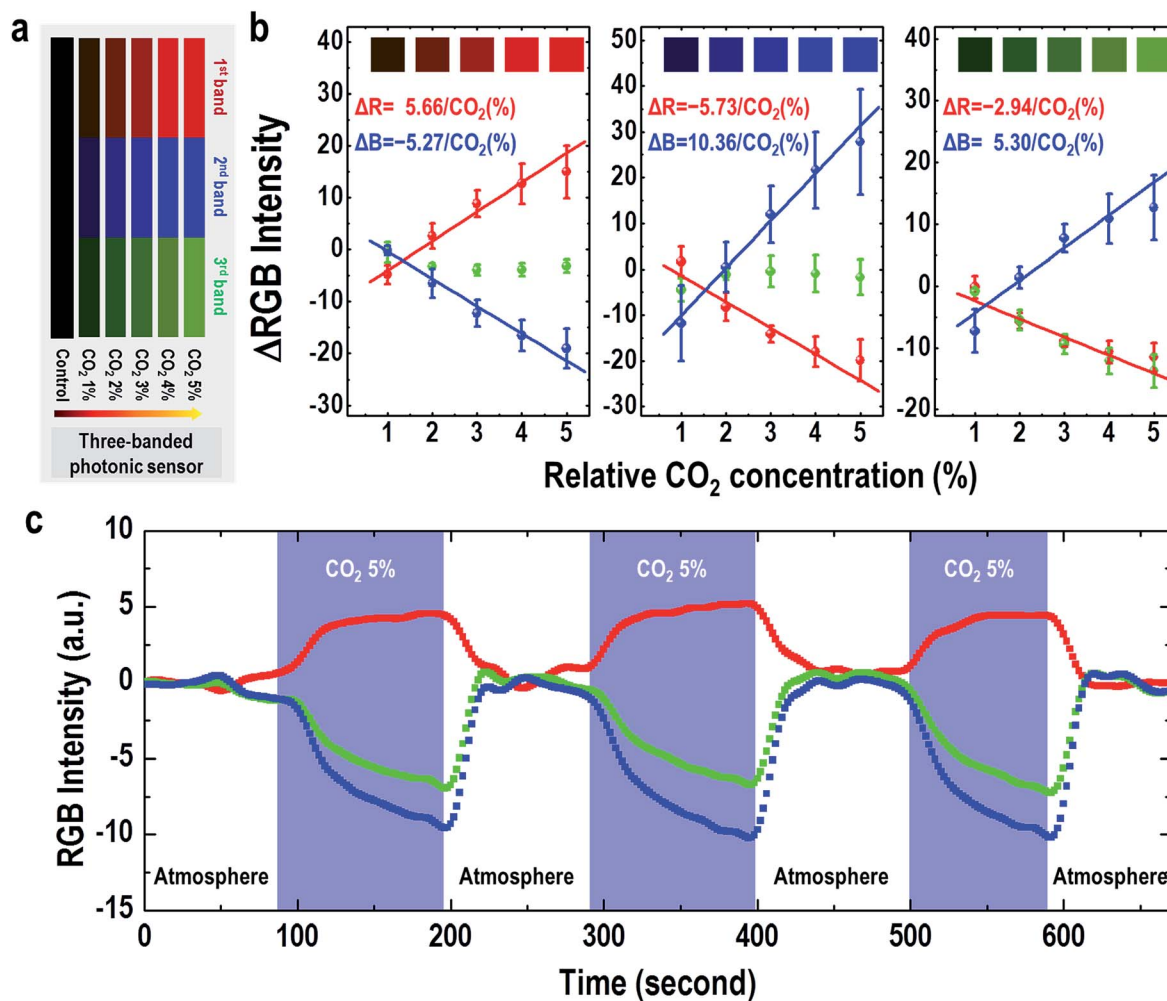 a
1st band
2nd band
3rd band
Control
CO2 1%
CO2 2%
CO2 3%
CO2 4%
CO2 5%
Three-banded
photonic sensor
b
ΔRGB Intensity
40
30
20
10
0
-10
-20
-30
ΔR= 5.66/CO2(%)
ΔB=−5.27/CO2(%)
1 2 3 4 5
50
40
30
20
10
0
-10
-20
-30
ΔR=−5.73/CO2(%)
ΔB=10.36/CO2(%)
1 2 3 4 5
40
30
20
10
0
-10
-20
ΔR=−2.94/CO2(%)
ΔB= 5.30/CO2(%)
1 2 3 4 5
Relative CO2 concentration (%)
c
RGB Intensity (a.u.)
10
5
0
-5
-10
-15
CO2 5% CO2 5% CO2 5%
Atmosphere Atmosphere Atmosphere Atmosphere
0 100 200 300 400 500 600
Time (second)